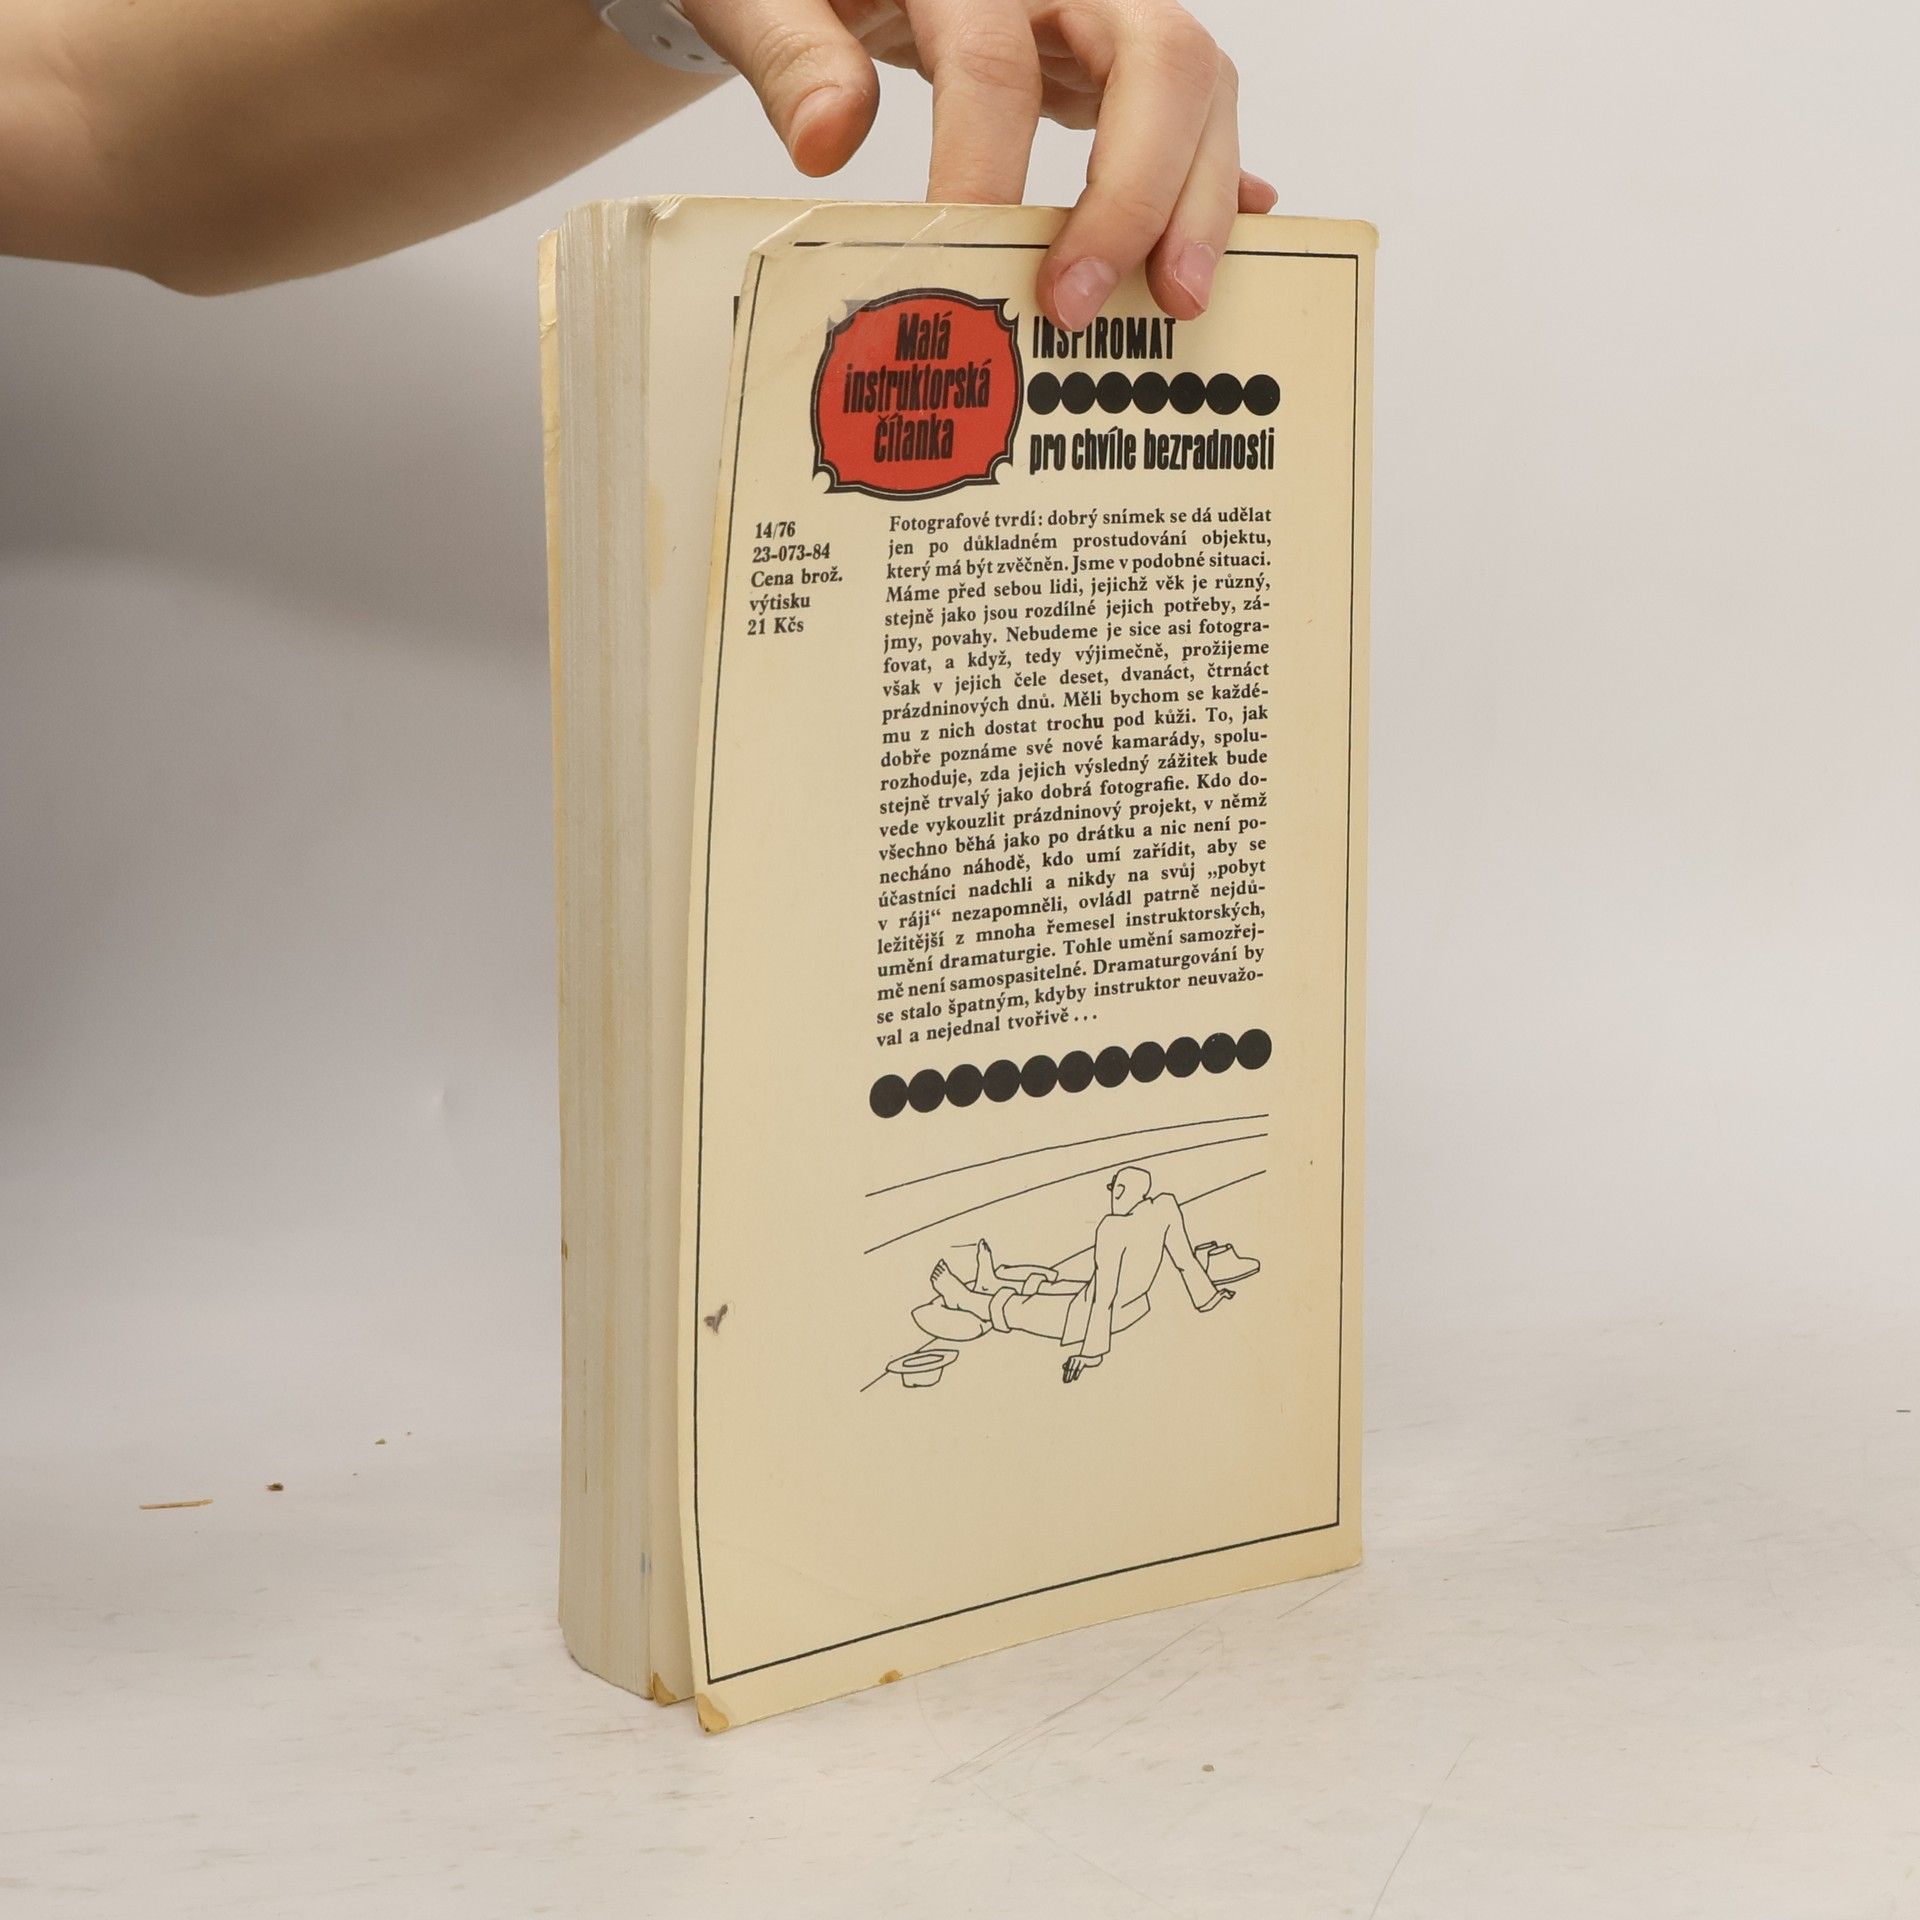 Malá
instruktorská
čítanka
INSPIROMAT
pro chvíle bezradnosti
14/76
23-073-84
Cena brož.
výtisku
21 Kčs
Fotografové tvrdí: dobrý snímek se dá udělat
jen po důkladném prostudování objektu,
který má být zvěčněn. Jsme v podobné situaci.
Máme před sebou lidi, jejichž věk je různý,
stejně jako jsou rozdílné jejich potřeby, zá-
jmy, povahy. Nebudeme je sice asi fotogra-
fovat, a když, tedy výjimečně, prožijeme
však v jejich čele deset, dvanáct, čtrnáct
prázdninových dnů. Měli bychom se každé-
mu z nich dostat trochu pod kůži. To, jak
dobře poznáme své nové kamarády, spolu-
rozhoduje, zda jejich výsledný zážitek bude
stejně trvalý jako dobrá fotografie. Kdo do-
vede vykouzlit prázdninový projekt, v němž
všechno běhá jako po drátku a nic není po-
necháno náhodě, kdo umí zařídit, aby se
účastníci nadchli a nikdy na svůj „pobyt
v ráji“ nezapomněli, ovládl patrně nejdů-
ležitější z mnoha řemesel instruktorských,
umění dramaturgie. Tohle umění samozřej-
mě není samospasitelné. Dramaturgování by
se stalo špatným, kdyby instruktor neuvažo-
val a nejednal tvořivě...